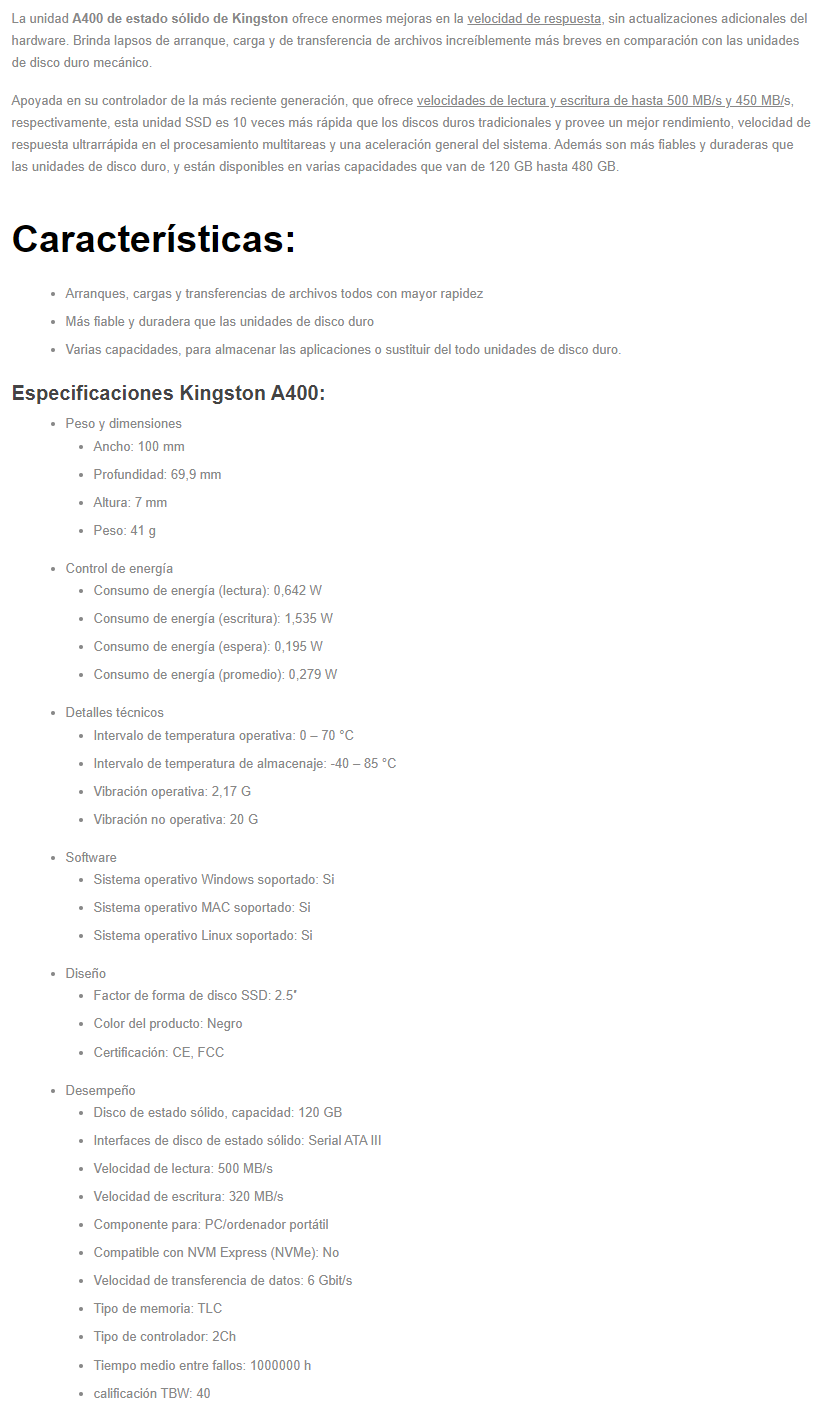 La unidad A400 de estado sólido de Kingston ofrece enormes mejoras en la velocidad de respuesta, sin actualizaciones adicionales del
hardware. Brinda lapsos de arranque, carga y de transferencia de archivos increíblemente más breves en comparación con las unidades
de disco duro mecánico.
Apoyada en su controlador de la más reciente generación, que ofrece velocidades de lectura y escritura de hasta 500 MB/s y 450 MB/s,
respectivamente, esta unidad SSD es 10 veces más rápida que los discos duros tradicionales y provee un mejor rendimiento, velocidad de
respuesta ultrarrápida en el procesamiento multitareas y una aceleración general del sistema. Además son más fiables y duraderas que
las unidades de disco duro, y están disponibles en varias capacidades que van de 120 GB hasta 480 GB.
Características:
• Arranques, cargas y transferencias de archivos todos con mayor rapidez
• Más fiable y duradera que las unidades de disco duro
• Varias capacidades, para almacenar las aplicaciones o sustituir del todo unidades de disco duro.
Especificaciones Kingston A400:
• Peso y dimensiones
• Ancho: 100 mm
• Profundidad: 69,9 mm
• Altura: 7 mm
• Peso: 41 g
• Control de energía
• Consumo de energía (lectura): 0,642 W
• Consumo de energía (escritura): 1,535 W
• Consumo de energía (espera): 0,195 W
• Consumo de energía (promedio): 0,279 W
• Detalles técnicos
• Intervalo de temperatura operativa: 0 – 70 °C
• Intervalo de temperatura de almacenaje: -40 – 85 °C
• Vibración operativa: 2,17 G
• Vibración no operativa: 20 G
• Software
• Sistema operativo Windows soportado: Si
• Sistema operativo MAC soportado: Si
• Sistema operativo Linux soportado: Si
• Diseño
• Factor de forma de disco SSD: 2.5″
• Color del producto: Negro
• Certificación: CE, FCC
• Desempeño
• Disco de estado sólido, capacidad: 120 GB
• Interfaces de disco de estado sólido: Serial ATA III
• Velocidad de lectura: 500 MB/s
• Velocidad de escritura: 320 MB/s
• Componente para: PC/ordenador portátil
• Compatible con NVM Express (NVMe): No
• Velocidad de transferencia de datos: 6 Gbit/s
• Tipo de memoria: TLC
• Tipo de controlador: 2Ch
• Tiempo medio entre fallos: 1000000 h
• calificación TBW: 40